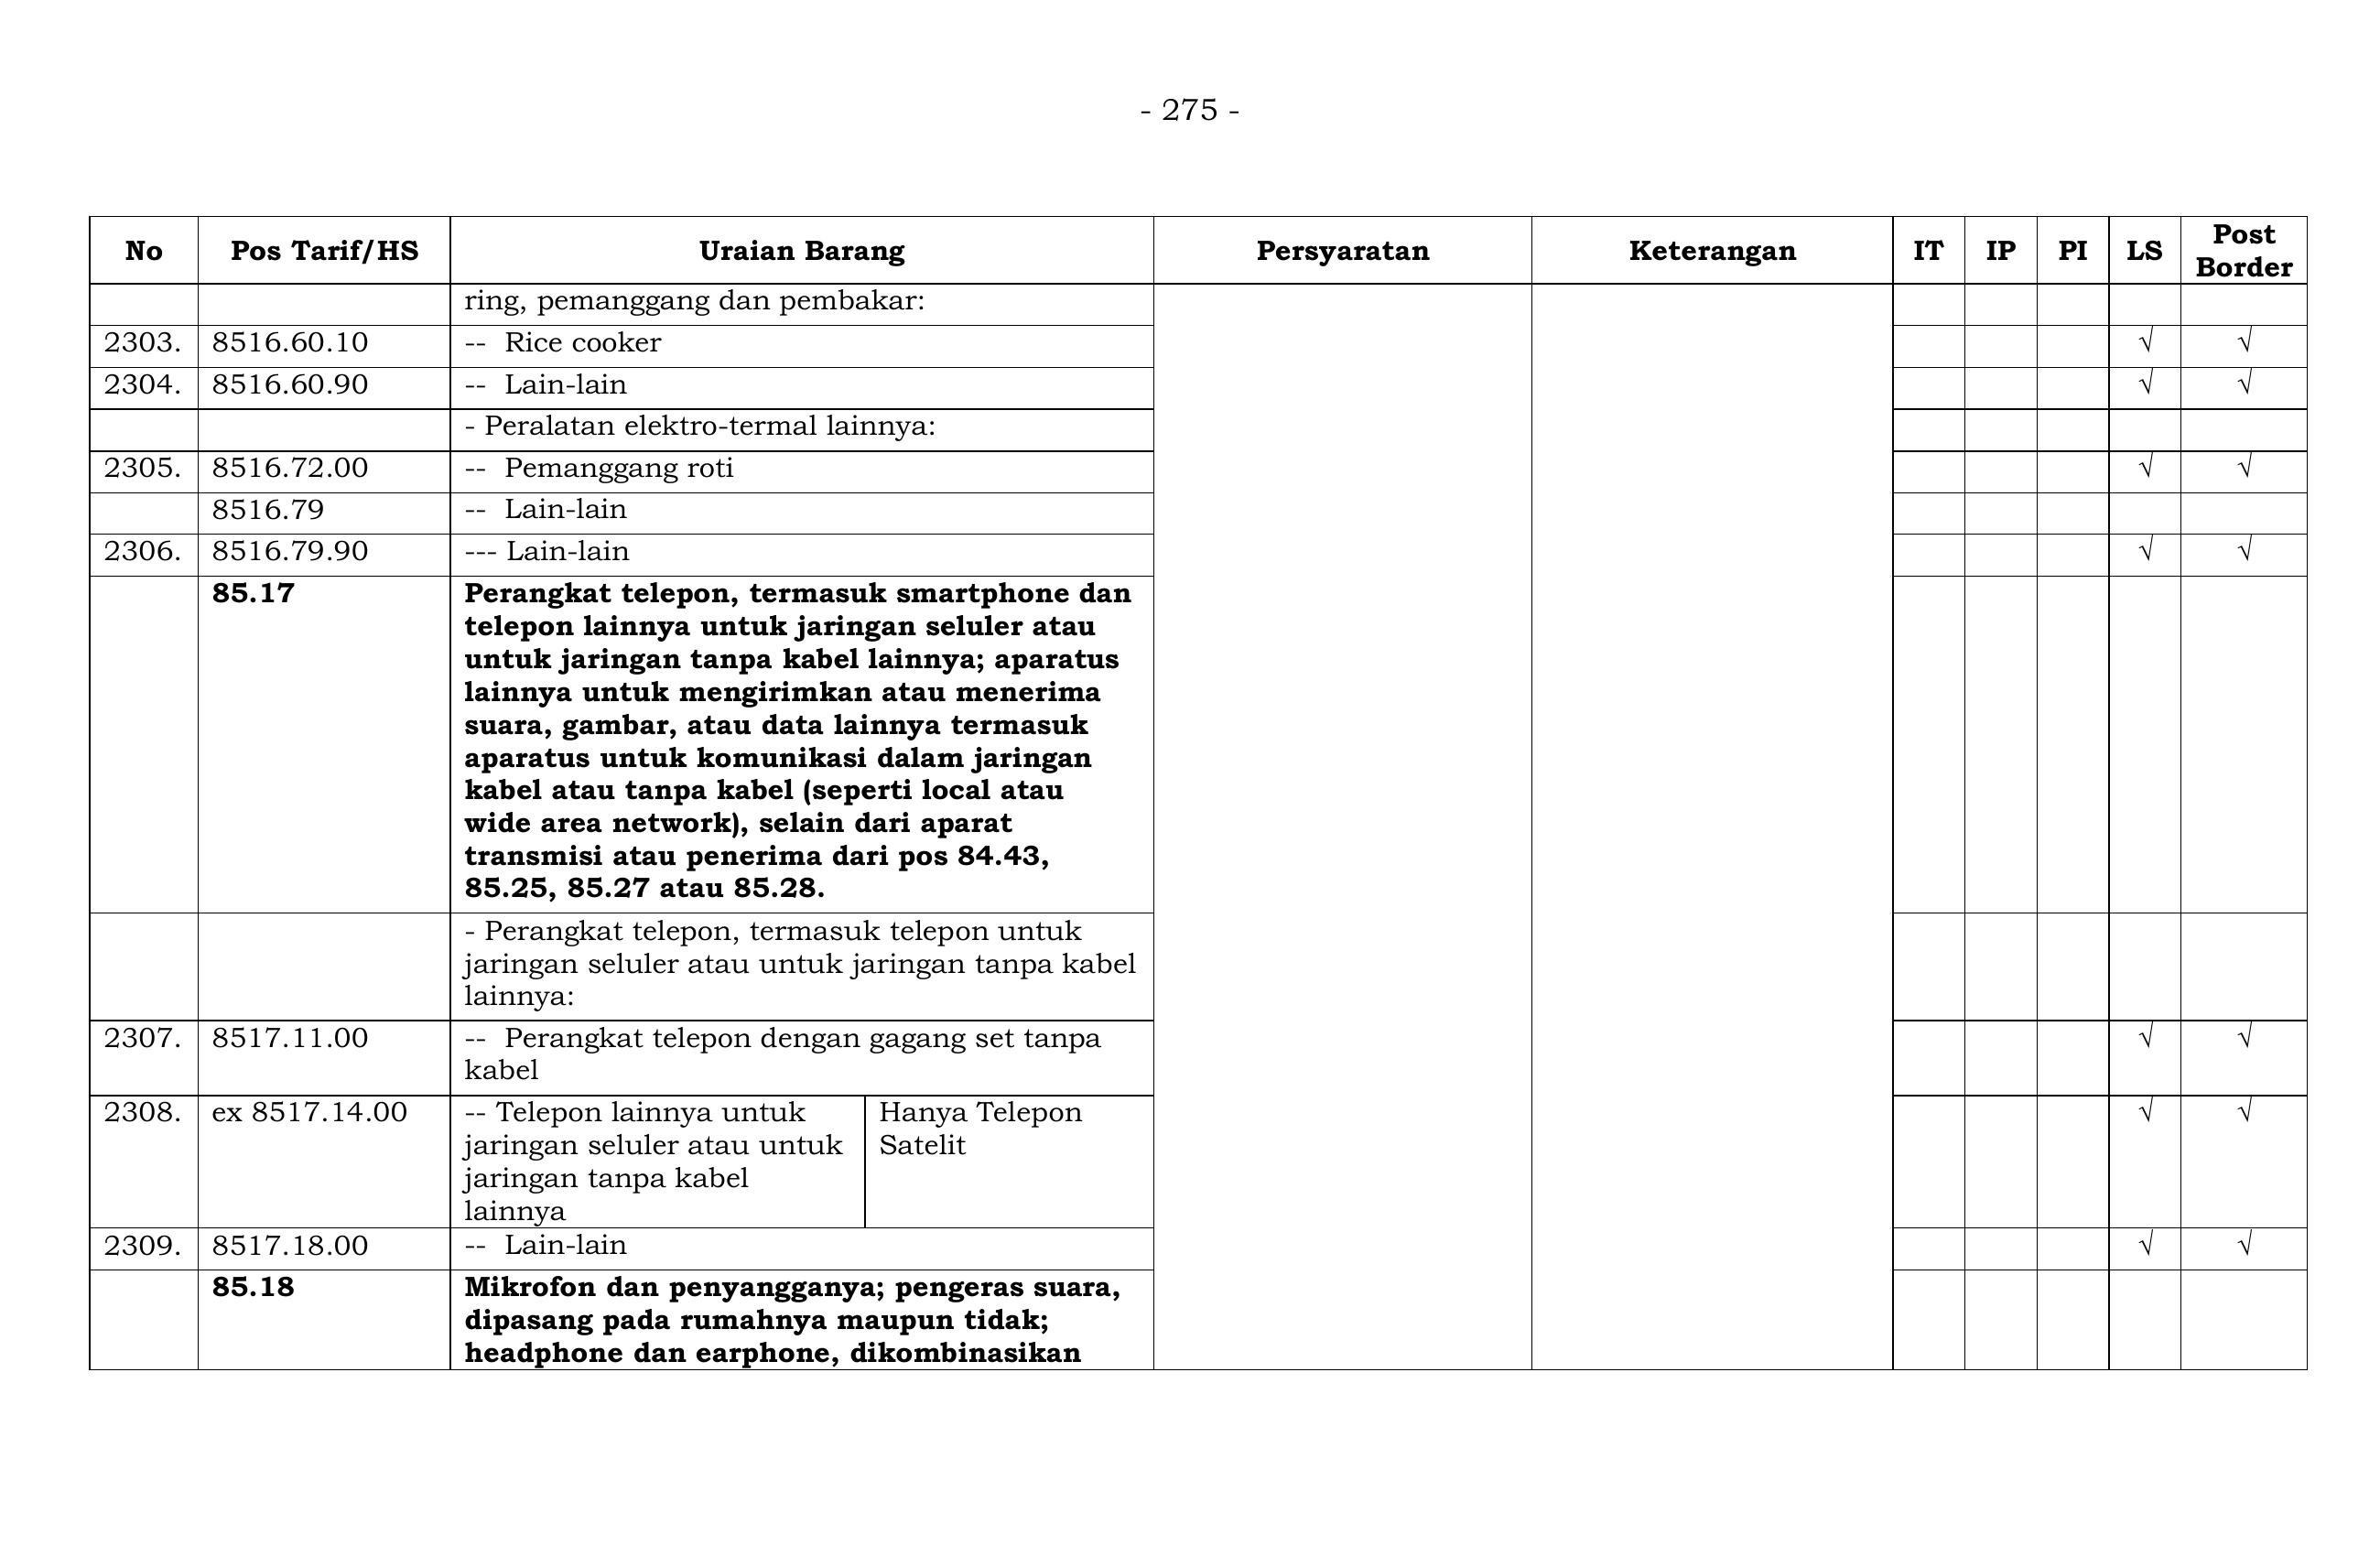 - 275 -
No Pos Tarif/HS Uraian Barang Persyaratan Keterangan IT IP PI LS Post Border
ring, pemanggang dan pembakar:
2303. 8516.60.10 -- Rice cooker √ √
2304. 8516.60.90 -- Lain-lain √ √
- Peralatan elektro-termal lainnya:
2305. 8516.72.00 -- Pemanggang roti √ √
8516.79 -- Lain-lain
2306. 8516.79.90 --- Lain-lain √ √
85.17 Perangkat telepon, termasuk smartphone dan
telepon lainnya untuk jaringan seluler atau
untuk jaringan tanpa kabel lainnya; aparatus
lainnya untuk mengirimkan atau menerima
suara, gambar, atau data lainnya termasuk
aparatus untuk komunikasi dalam jaringan
kabel atau tanpa kabel (seperti local atau
wide area network), selain dari aparat
transmisi atau penerima dari pos 84.43,
85.25, 85.27 atau 85.28.
- Perangkat telepon, termasuk telepon untuk
jaringan seluler atau untuk jaringan tanpa kabel
lainnya:
2307. 8517.11.00 -- Perangkat telepon dengan gagang set tanpa √ √
kabel
2308. ex 8517.14.00 -- Telepon lainnya untuk Hanya Telepon √ √
jaringan seluler atau untuk Satelit
jaringan tanpa kabel
lainnya
2309. 8517.18.00 -- Lain-lain √ √
85.18 Mikrofon dan penyangganya; pengeras suara,
dipasang pada rumahnya maupun tidak;
headphone dan earphone, dikombinasikan